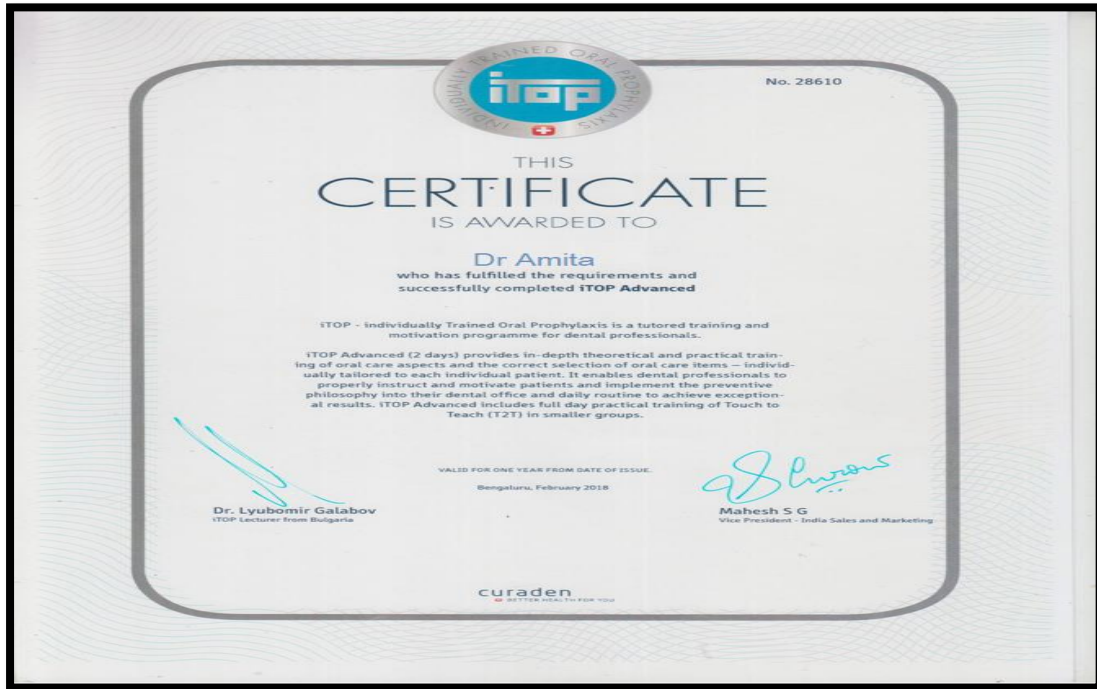 INDIVIDUALLY TRAINED ORAL PROPHYLAXIS
iTop
No. 28610
THIS
CERTIFICATE
IS AWARDED TO
Dr Amita
who has fulfilled the requirements and
successfully completed iTOP Advanced
iTOP - individually Trained Oral Prophylaxis is a tutored training and
motivation programme for dental professionals.
iTOP Advanced (2 days) provides in-depth theoretical and practical train-
ing of oral care aspects and the correct selection of oral care items – individ-
ually tailored to each individual patient. It enables dental professionals to
properly instruct and motivate patients and implement the preventive
philosophy into their dental office and daily routine to achieve exception-
al results. iTOP Advanced includes full day practical training of Touch to
Teach (T2T) in smaller groups.
VALID FOR ONE YEAR FROM DATE OF ISSUE.
Bengaluru, February 2018
Dr. Lyubomir Galabov
iTOP Lecturer from Bulgaria
Mahesh S G
Vice President - India Sales and Marketing
curaden
BETTER HEALTH FOR YOU